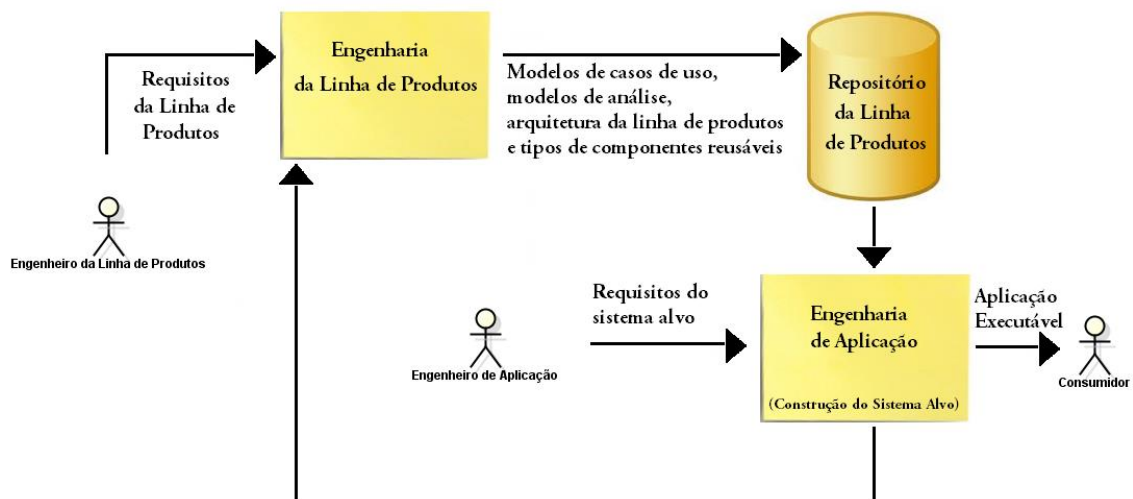 Engenharia
da Linha de Produtos
Requisitos
da Linha de
Produtos
Modelos de casos de uso,
modelos de análise,
arquitetura da linha de produtos
e tipos de componentes reusáveis
Repositório
da Linha
de Produtos
Engenheiro da Linha de Produtos
Requisitos do
sistema alvo
Engenheiro de Aplicação
Engenharia
de Aplicação
(Construção do Sistema Alvo)
Aplicação
Executável
Consumidor